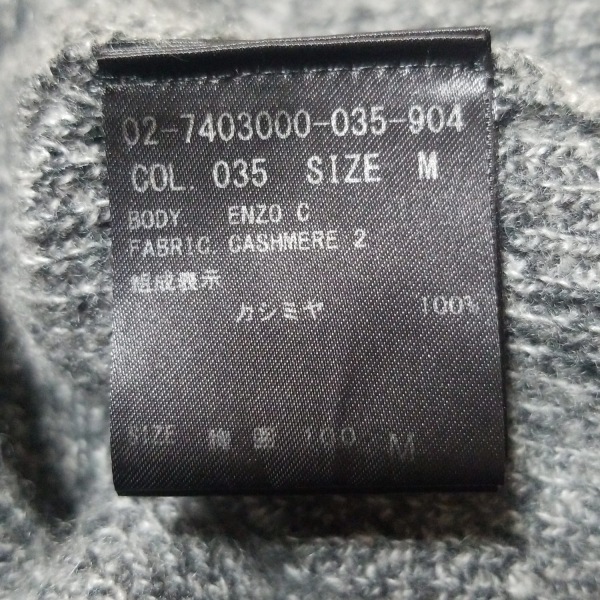 02-7403000-035-904
COL. 035 SIZE M
BODY. ENZO C
FABRIC. CASHMERE 2
組成表示
カシミヤ 100%
SIZE 胸囲 100. M